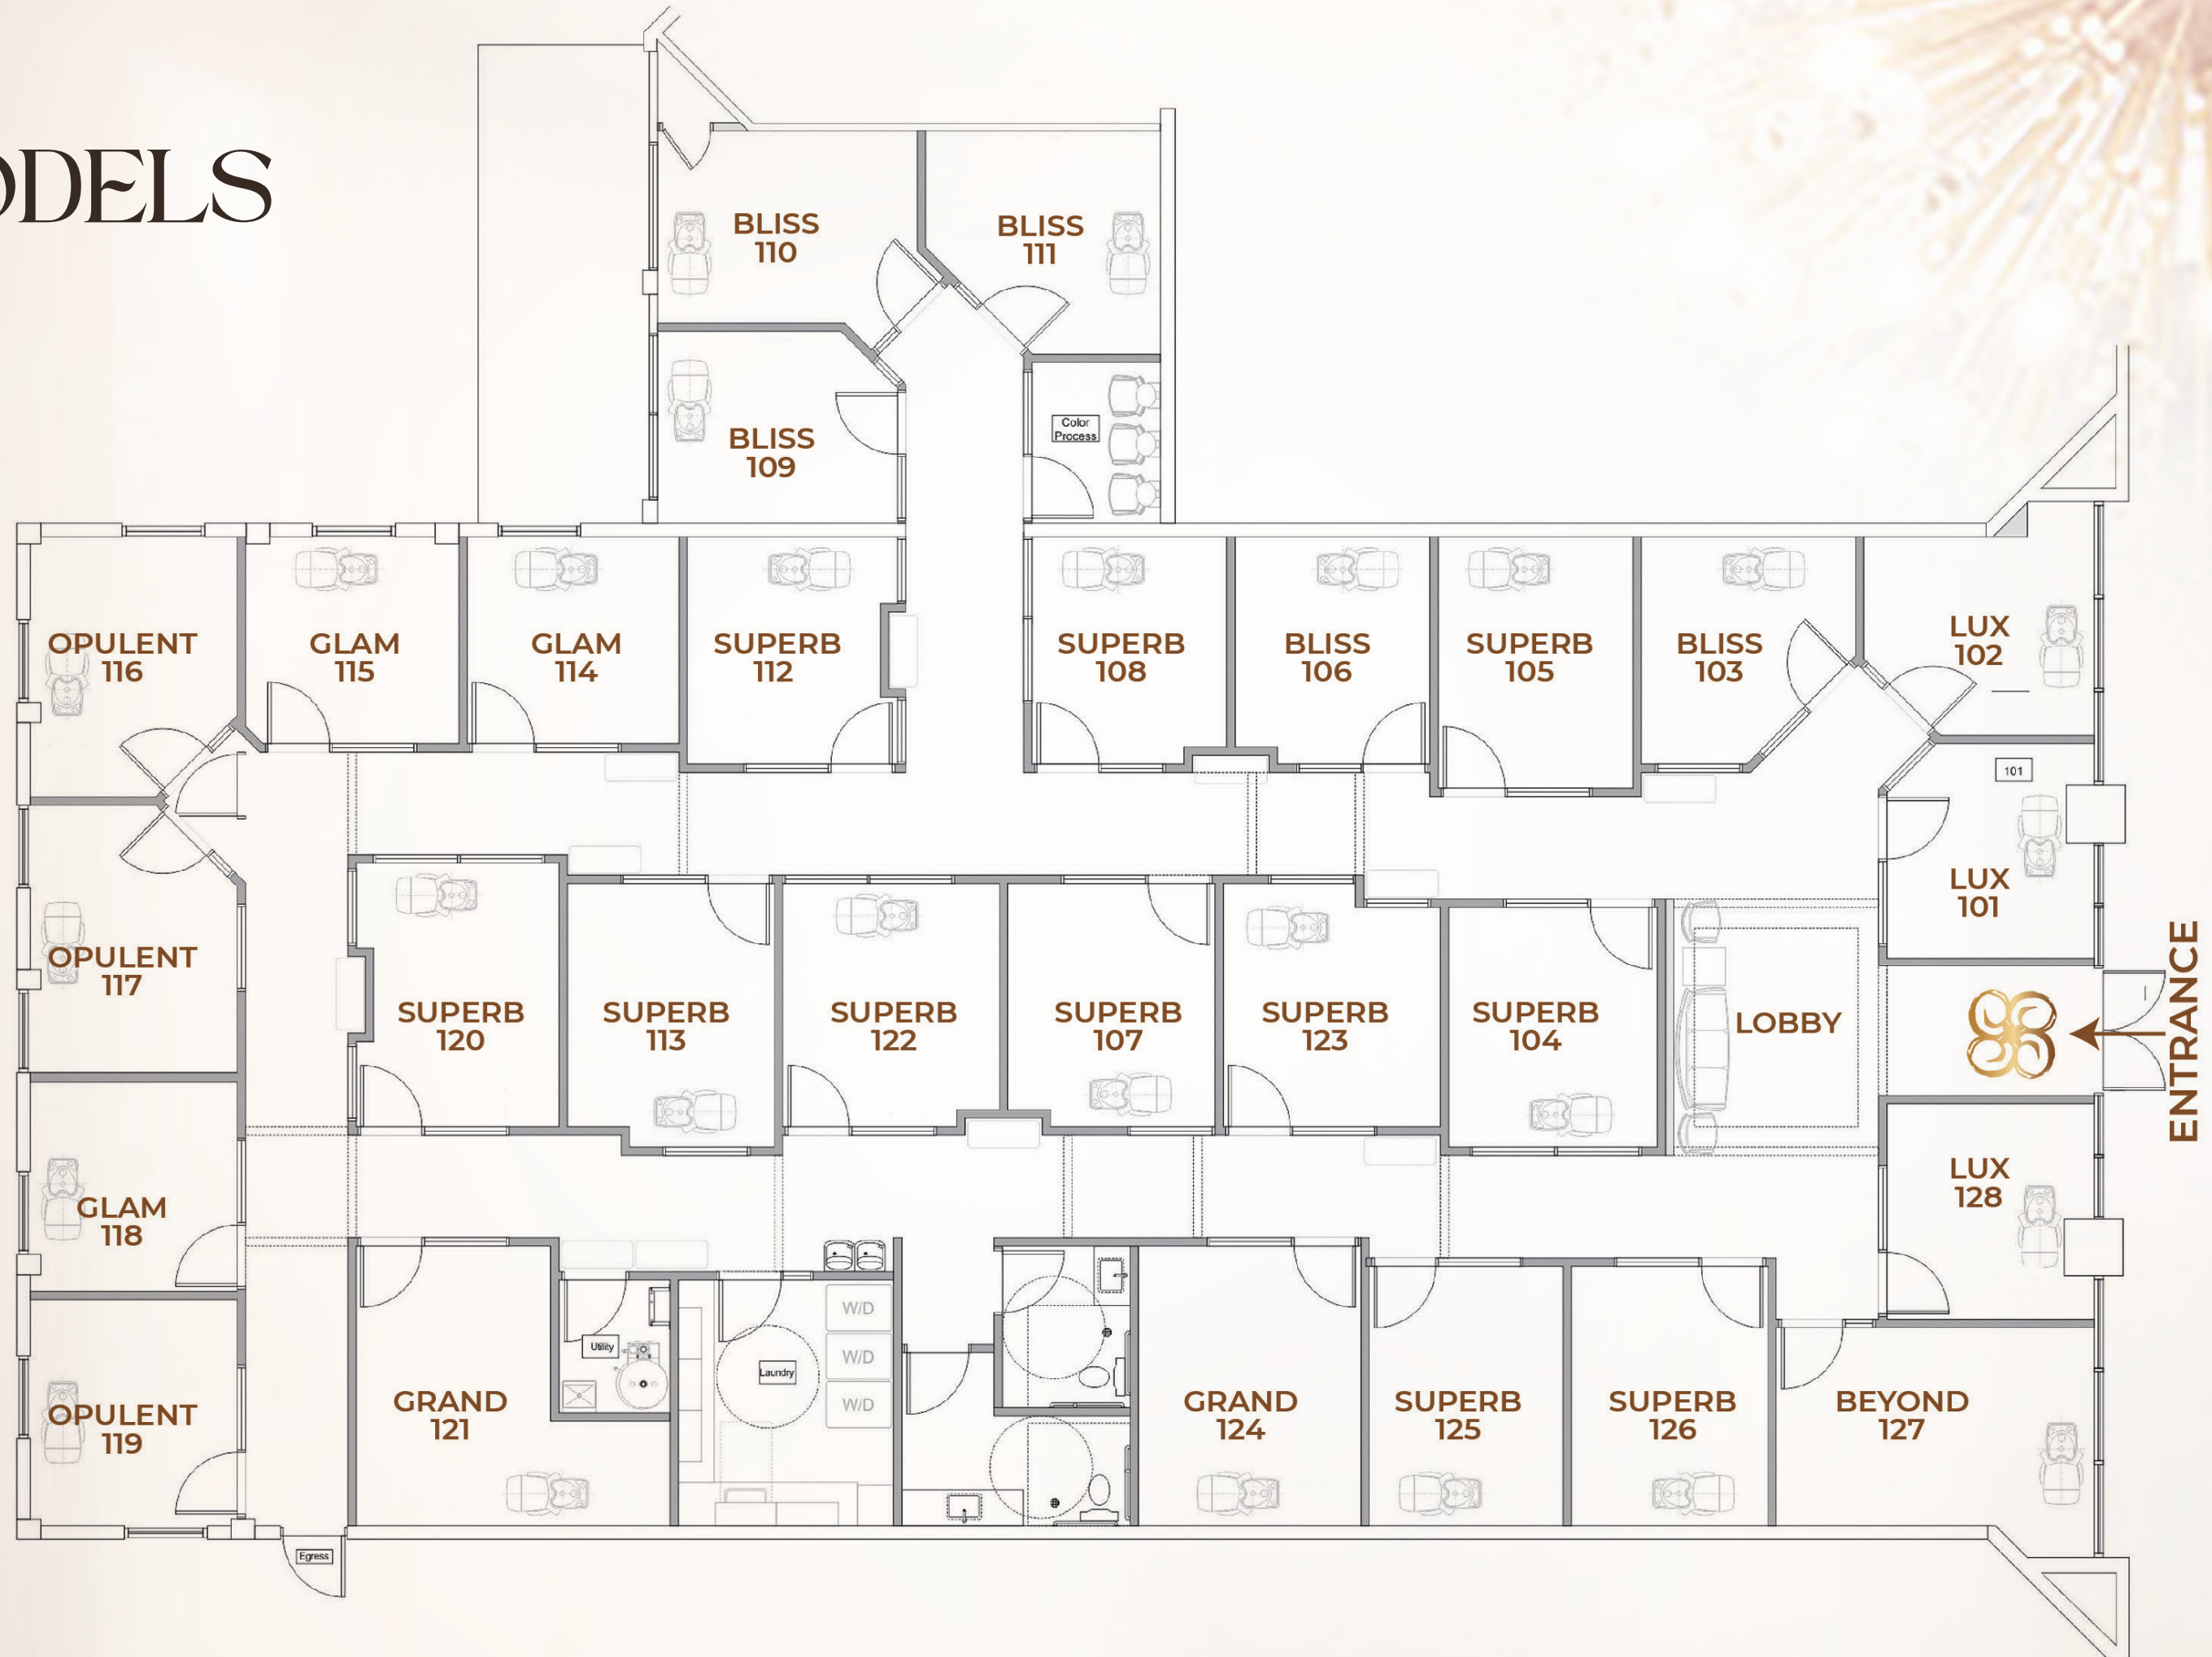 ODELS
BLISS
110
BLISS
111
BLISS
109
Color
Process
OPULENT
116
GLAM
115
GLAM
114
SUPERB
112
SUPERB
108
BLISS
106
SUPERB
105
BLISS
103
LUX
102
101
LUX
101
OPULENT
117
SUPERB
120
SUPERB
113
SUPERB
122
SUPERB
107
SUPERB
123
SUPERB
104
LOBBY
ENTRANCE
GLAM
118
LUX
128
OPULENT
119
GRAND
121
Utility
Laundry
W/D
W/D
W/D
GRAND
124
SUPERB
125
SUPERB
126
BEYOND
127
Egress